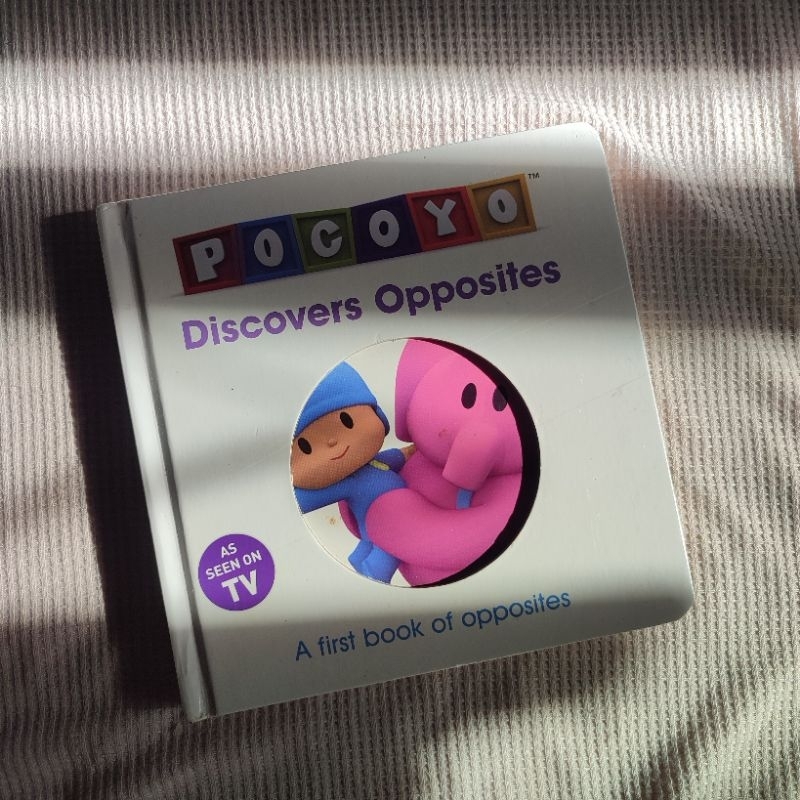 POCOYO™
Discovers Opposites
AS
SEEN ON
TV
A first book of opposites